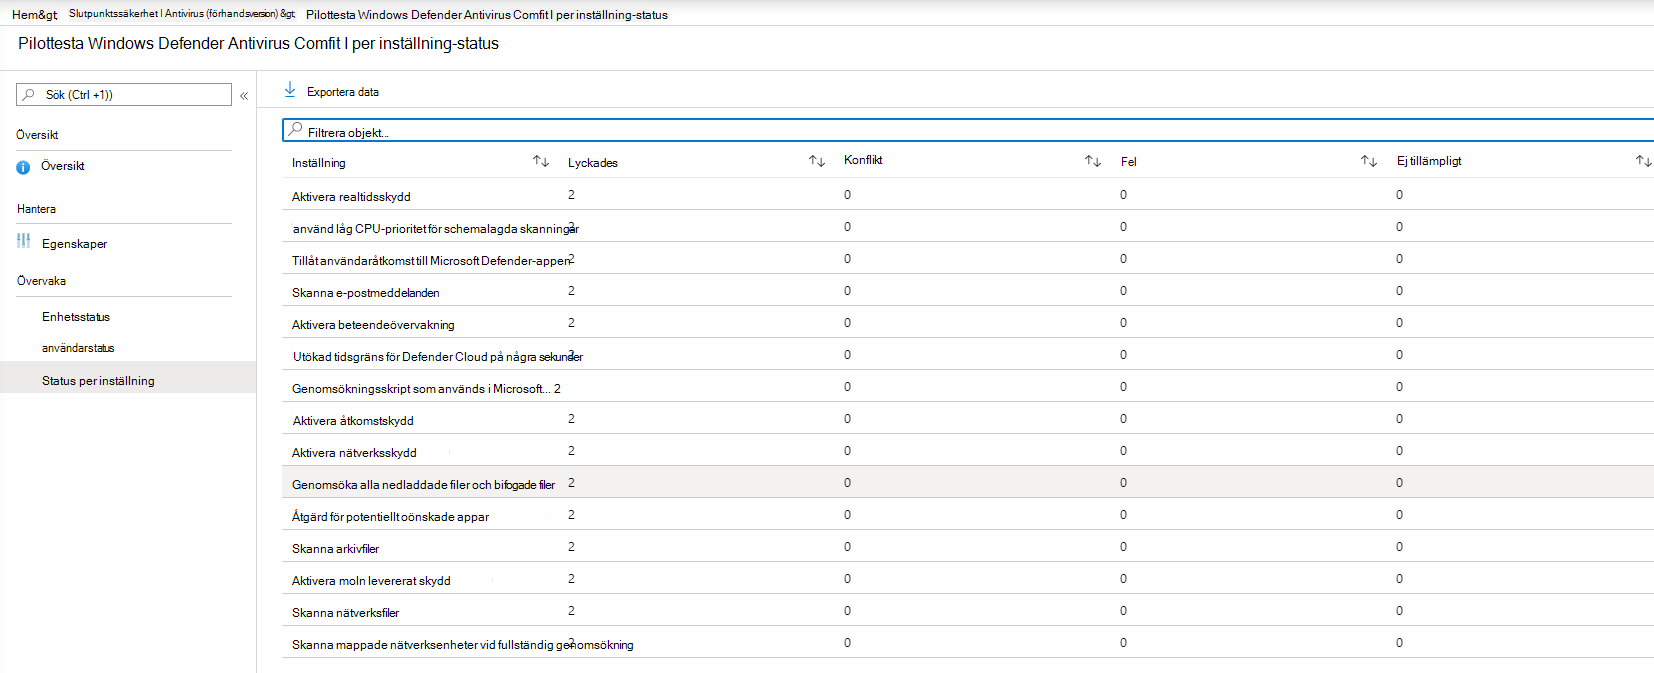 Hem&gt; Slutpunktssäkerhet I Antivirus (förhandsversion) &gt; Pilottesta Windows Defender Antivirus Comfit I per inställning-status
Pilottesta Windows Defender Antivirus Comfit I per inställning-status
Sök (Ctrl +1))
«
Översikt
Översikt
Hantera
Egenskaper
Övervaka
Enhetsstatus
användarstatus
Status per inställning
Exportera data
Filtrera objekt...
Inställning Lyckades Konflikt Fel Ej tillämpligt
Aktivera realtidsskydd 2 0 0 0
använd låg CPU-prioritet för schemalagda skanningar 2 0 0 0
Tillåt användaråtkomst till Microsoft Defender-appen 2 0 0 0
Skanna e-postmeddelanden 2 0 0 0
Aktivera beteendeövervakning 2 0 0 0
Utökad tidsgräns för Defender Cloud på några sekunder 2 0 0 0
Genomsökningsskript som används i Microsoft... 2 0 0 0
Aktivera åtkomstskydd 2 0 0 0
Aktivera nätverksskydd 2 0 0 0
Genomsöka alla nedladdade filer och bifogade filer 2 0 0 0
Åtgärd för potentiellt oönskade appar 2 0 0 0
Skanna arkivfiler 2 0 0 0
Aktivera moln levererat skydd 2 0 0 0
Skanna nätverksfiler 2 0 0 0
Skanna mappade nätverksenheter vid fullständig genomsökning 2 0 0 0